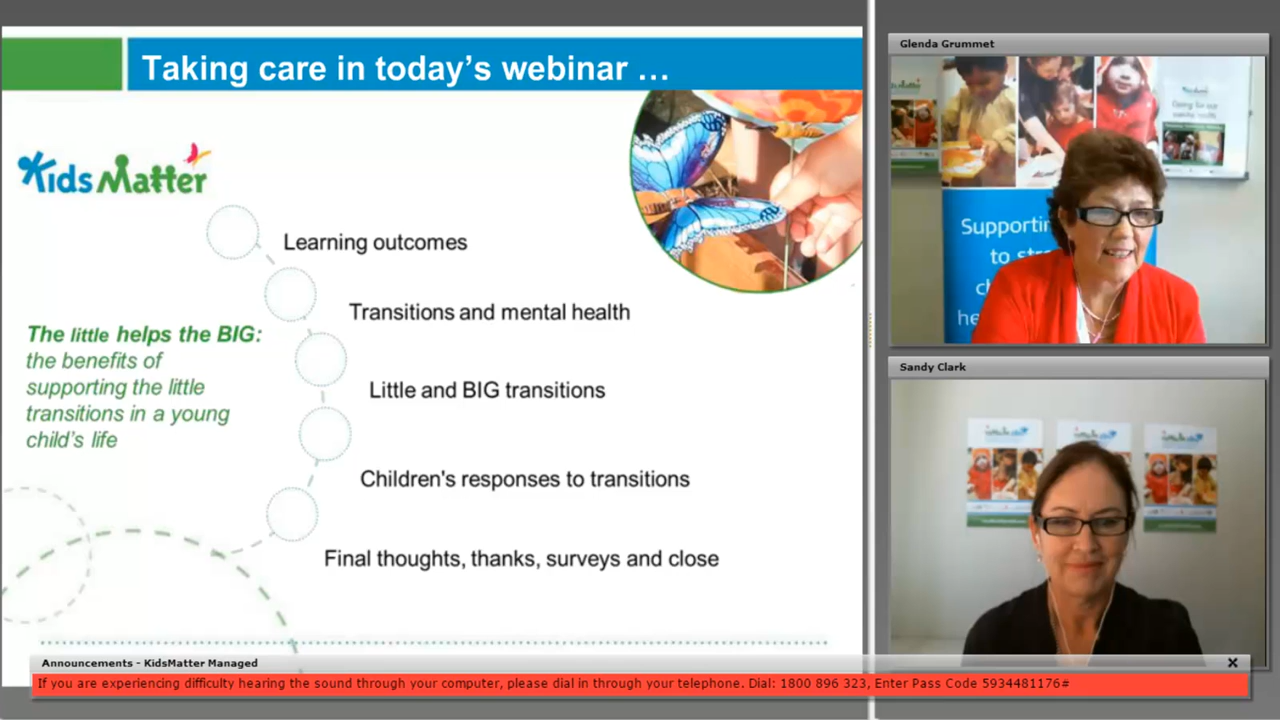 Taking care in today's webinar ...
KidsMatter
Learning outcomes
Transitions and mental health
The little helps the BIG:
the benefits of
supporting the little
transitions in a young
child's life
Little and BIG transitions
Children's responses to transitions
Final thoughts, thanks, surveys and close
Glenda Grummet
Supportin
to
he
Sandy Clark
Announcements - KidsMatter Managed
If you are experiencing difficulty hearing the sound through your computer, please dial in through your telephone. Dial: 1800 896 323, Enter Pass Code 5934481176#